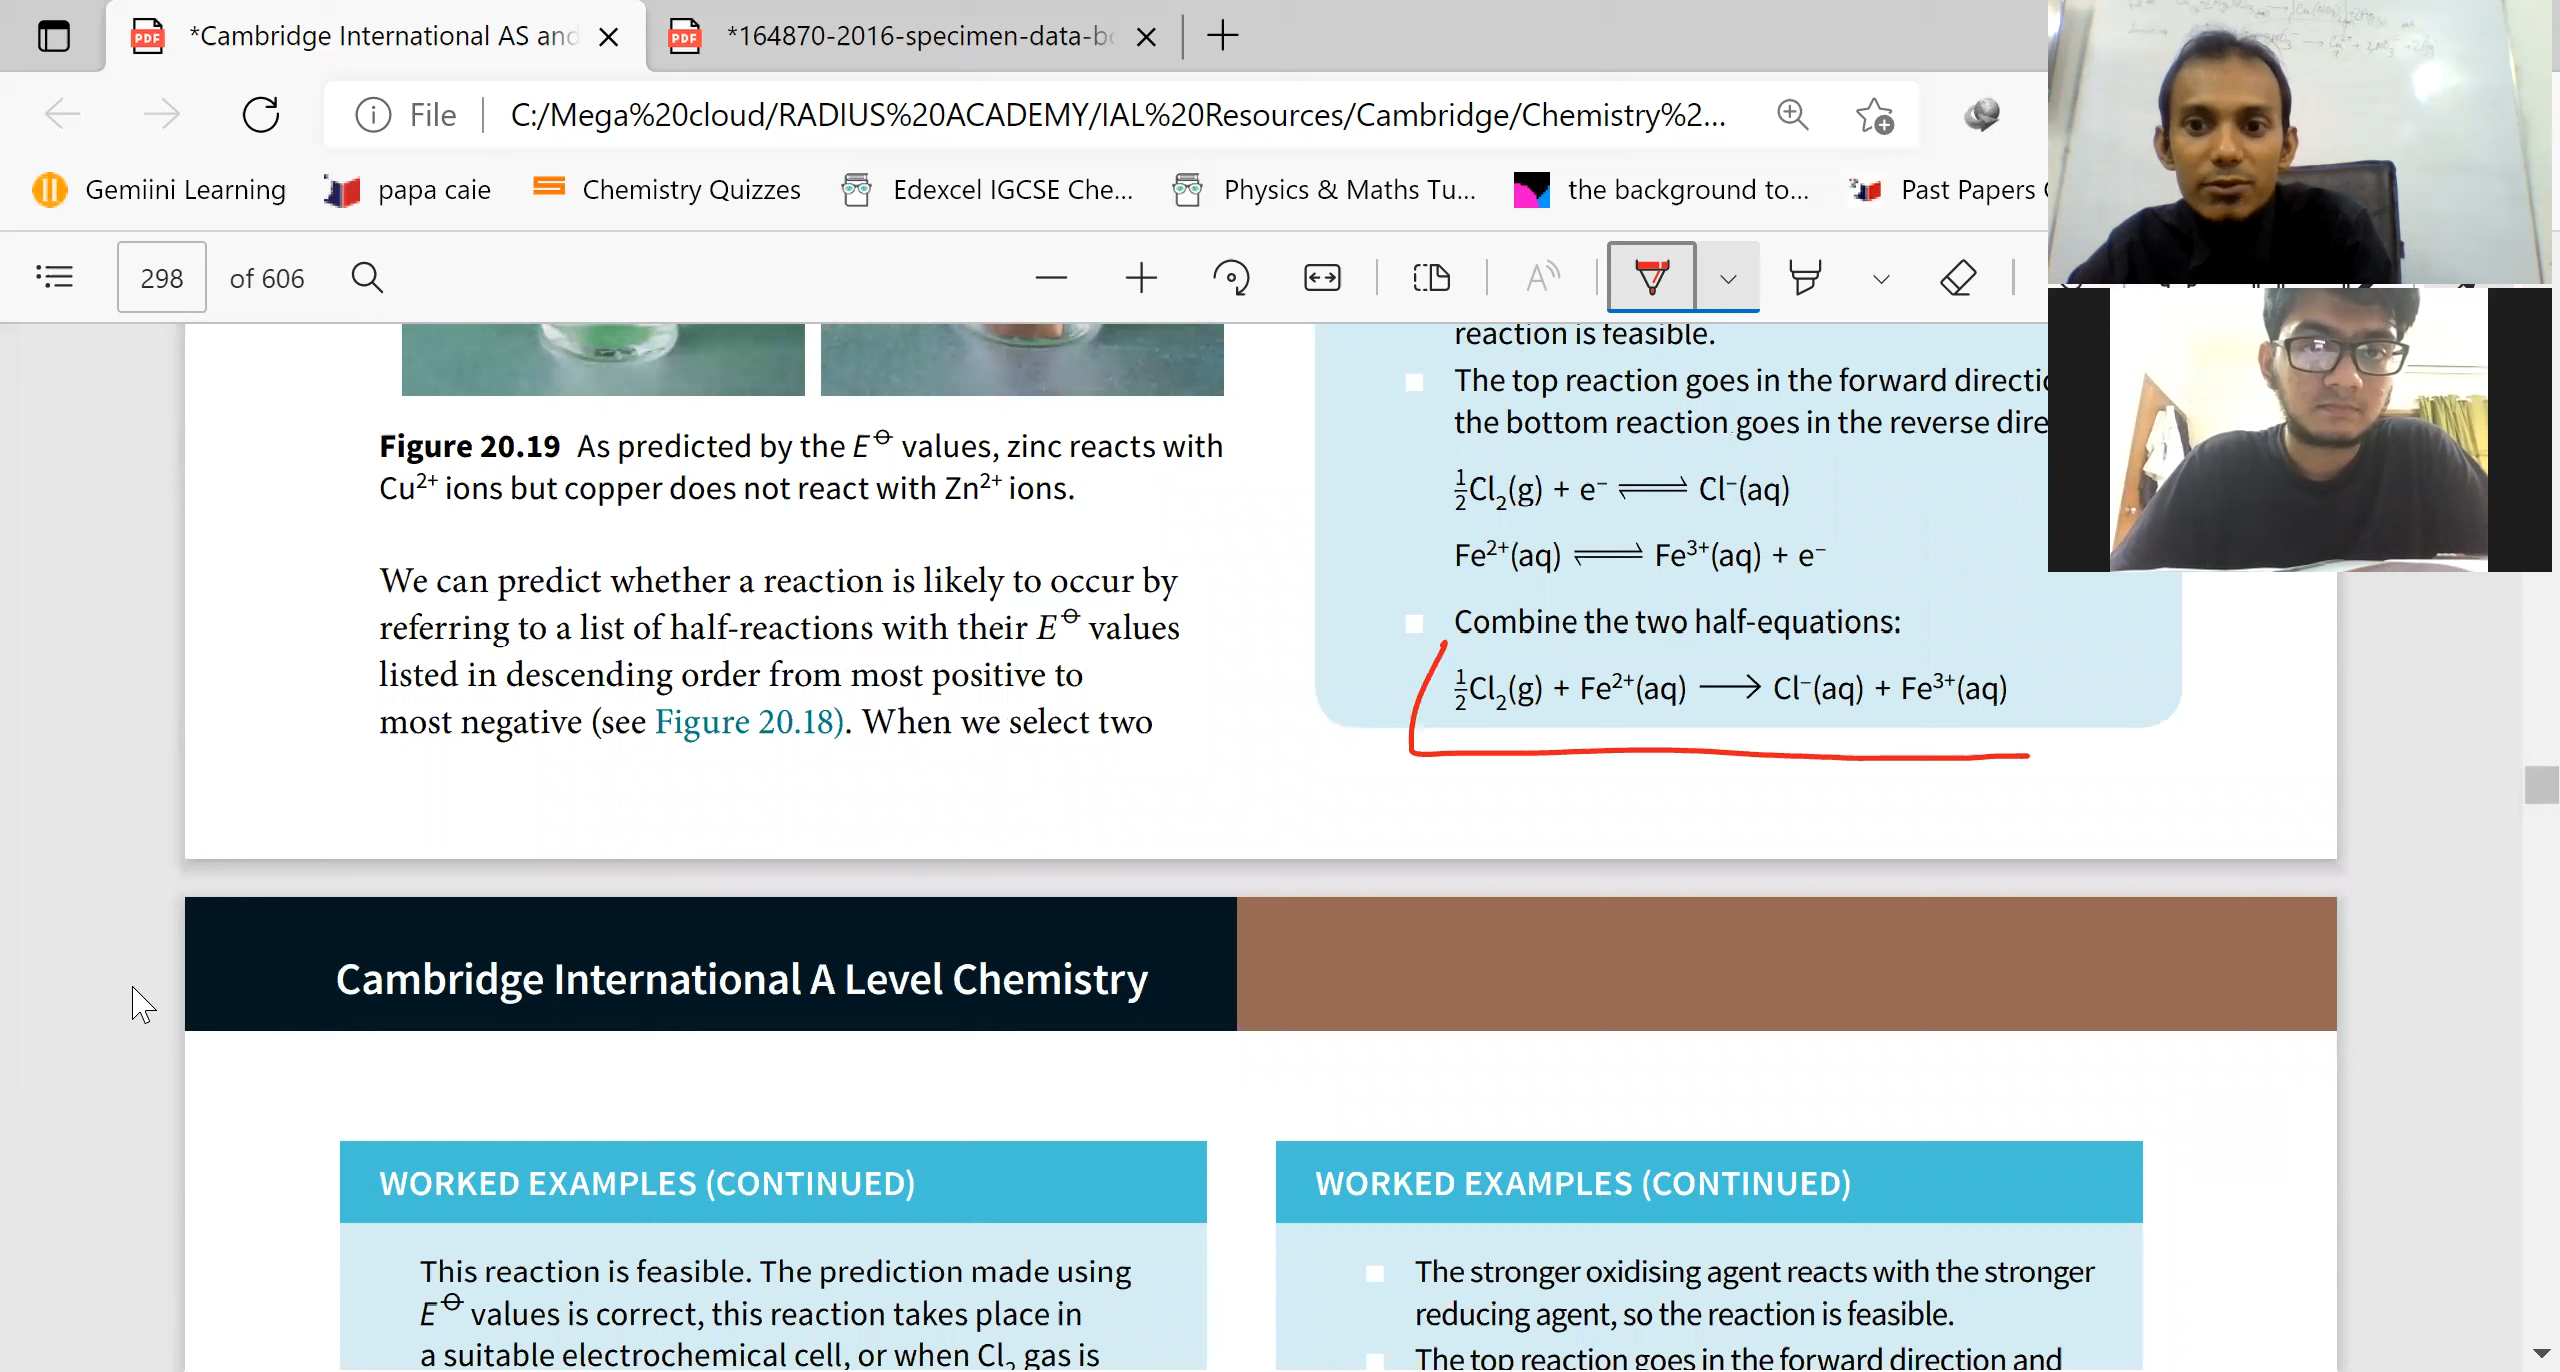 *Cambridge International AS and
*164870-2016-specimen-data-b
File
C:/Mega%20cloud/RADIUS%20ACADEMY/IAL%20Resources/Cambridge/Chemistry%2...
Gemiini Learning
papa caie
Chemistry Quizzes
Edexcel IGCSE Che...
Physics & Maths Tu...
the background to...
Past Papers
298 of 606
Figure 20.19 As predicted by the E⦵ values, zinc reacts with
Cu²⁺ ions but copper does not react with Zn²⁺ ions.
We can predict whether a reaction is likely to occur by
referring to a list of half-reactions with their E⦵ values
listed in descending order from most positive to
most negative (see Figure 20.18). When we select two
reaction is feasible.
The top reaction goes in the forward directi
the bottom reaction goes in the reverse dire
½Cl₂(g) + e⁻ ⇌ Cl⁻(aq)
Fe²⁺(aq) ⇌ Fe³⁺(aq) + e⁻
Combine the two half-equations:
½Cl₂(g) + Fe²⁺(aq) ⟶ Cl⁻(aq) + Fe³⁺(aq)
Cambridge International A Level Chemistry
WORKED EXAMPLES (CONTINUED)
This reaction is feasible. The prediction made using
E⦵ values is correct, this reaction takes place in
a suitable electrochemical cell, or when Cl₂ gas is
WORKED EXAMPLES (CONTINUED)
The stronger oxidising agent reacts with the stronger
reducing agent, so the reaction is feasible.
The top reaction goes in the forward direction and